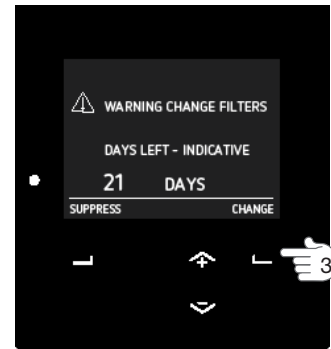 WARNING CHANGE FILTERS
DAYS LEFT - INDICATIVE
21 DAYS
SUPPRESS CHANGE
3